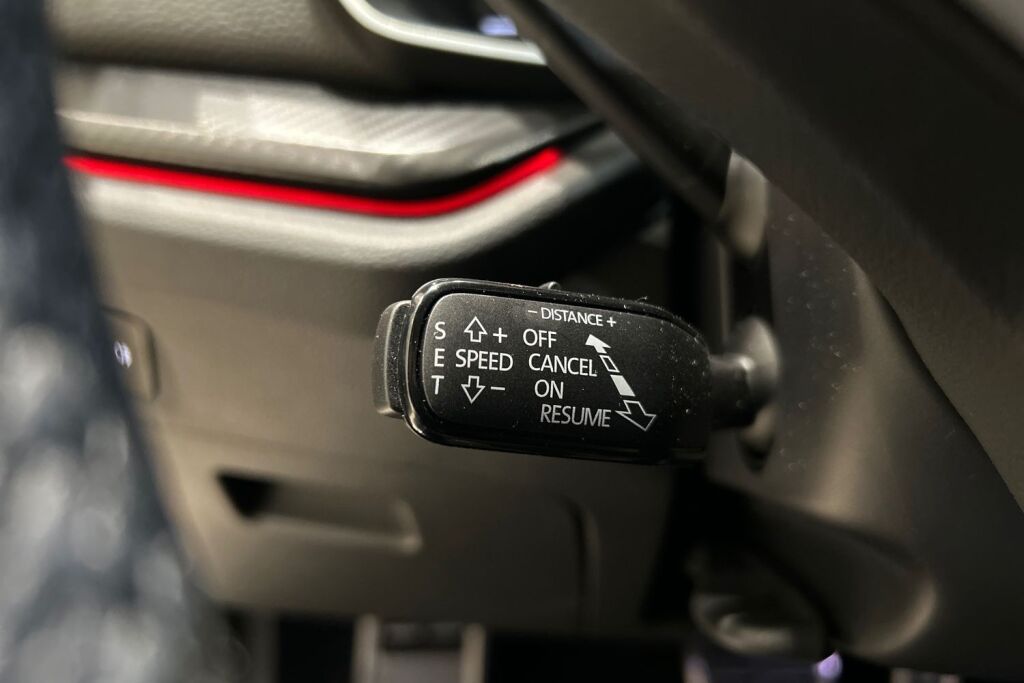 - DISTANCE +
S + OFF
E SPEED CANCEL
T - ON
RESUME